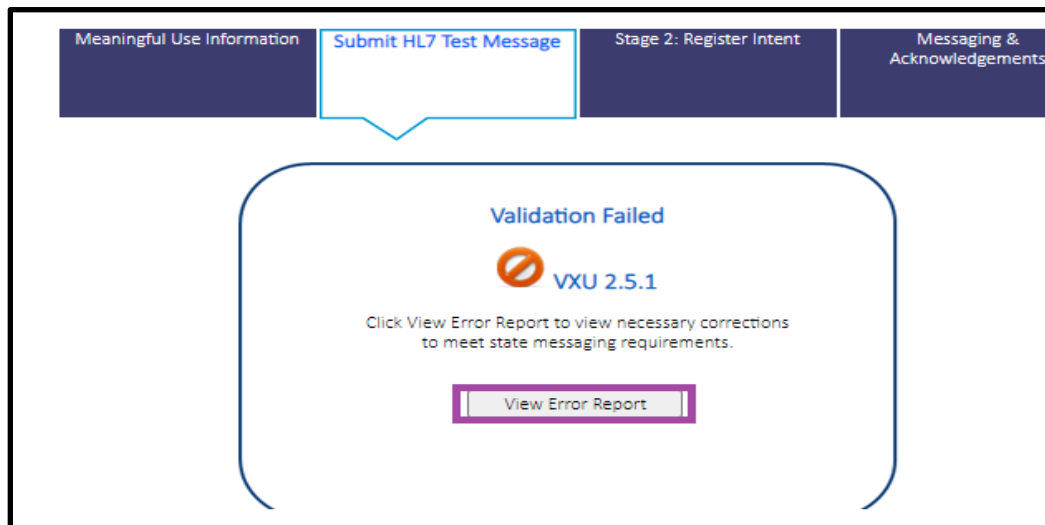 Meaningful Use Information
Submit HL7 Test Message
Stage 2: Register Intent
Messaging &
Acknowledgements
Validation Failed
VXU 2.5.1
Click View Error Report to view necessary corrections
to meet state messaging requirements.
View Error Report